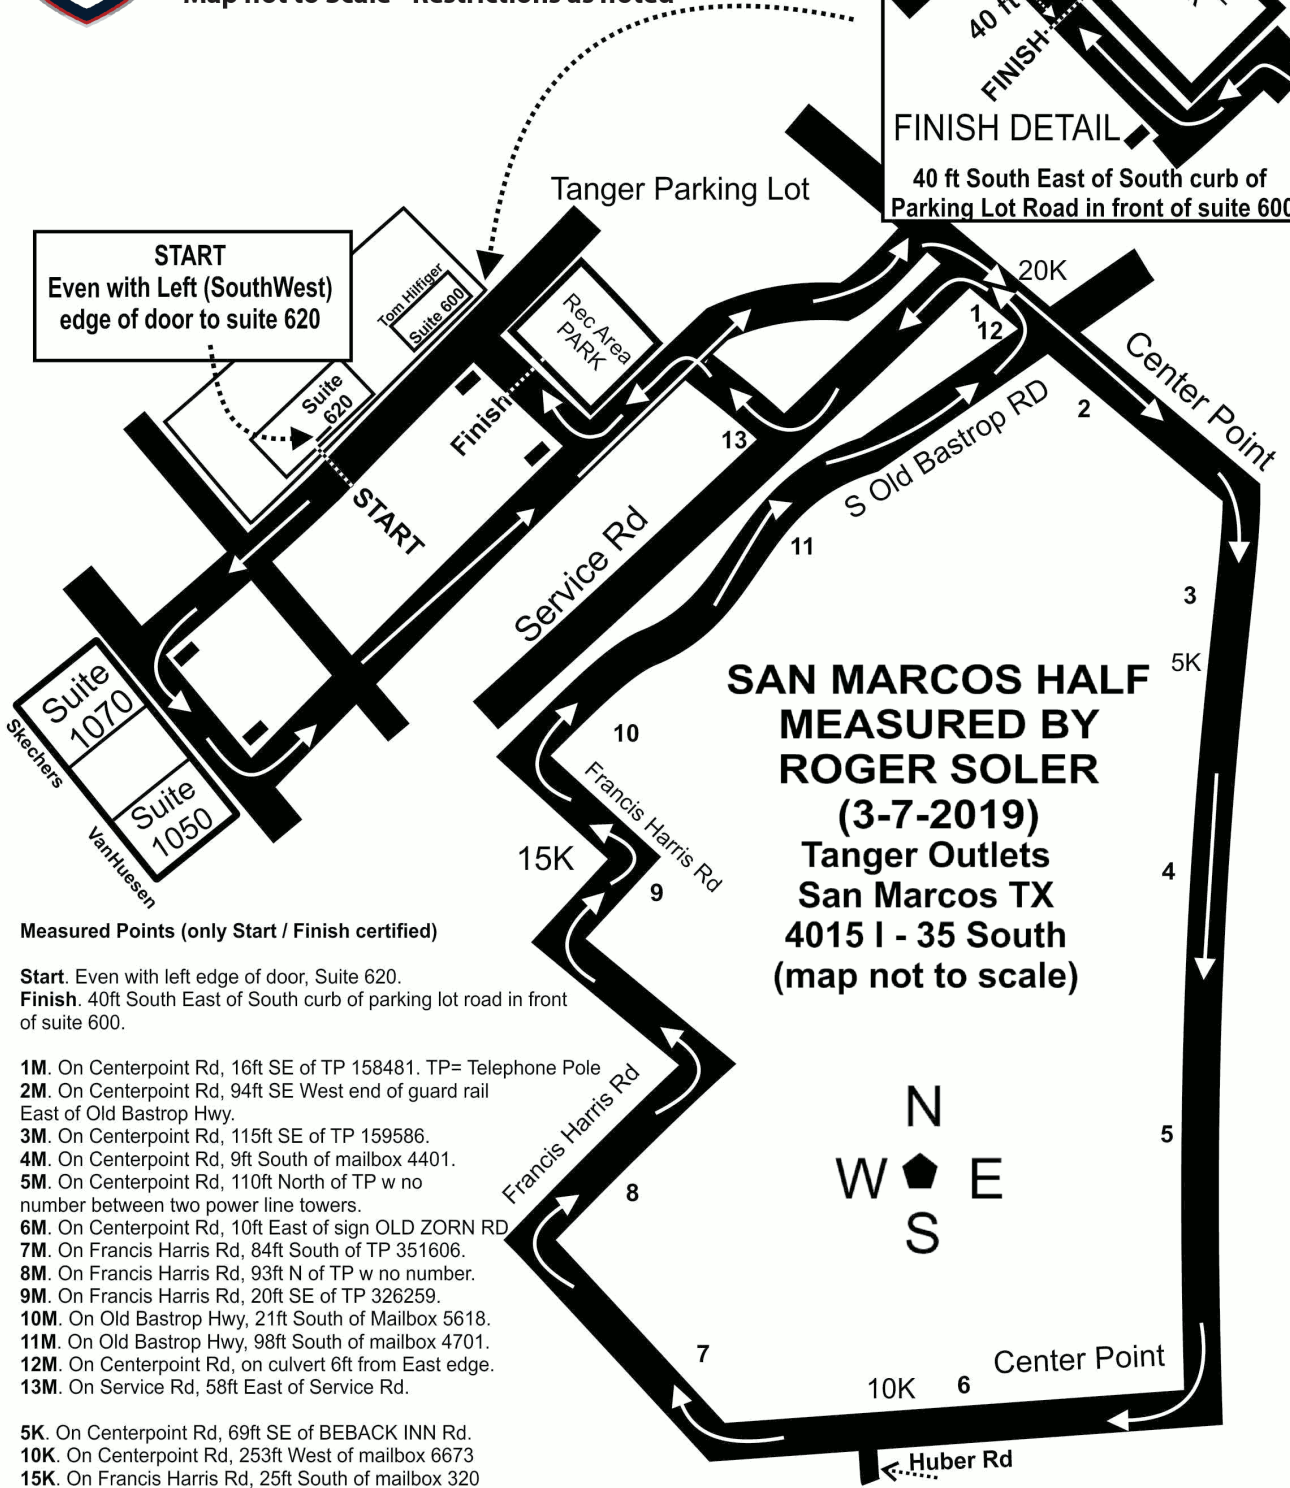 Map not to Scale - Restrictions as noted
40 ft
FINISH
FINISH DETAIL
40 ft South East of South curb of
Parking Lot Road in front of suite 600
Tanger Parking Lot
START
Even with Left (SouthWest)
edge of door to suite 620
Tom Hilfiger
Suite 600
Rec Area
PARK
Suite
620
Finish
START
20K
1
12
Center Point
2
13
S Old Bastrop RD
Service Rd
11
3
5K
Suite
1070
Skechers
Suite
1050
VanHuesen
10
Francis Harris Rd
15K
9
4
SAN MARCOS HALF
MEASURED BY
ROGER SOLER
(3-7-2019)
Tanger Outlets
San Marcos TX
4015 I - 35 South
(map not to scale)
Measured Points (only Start / Finish certified)
Start. Even with left edge of door, Suite 620.
Finish. 40ft South East of South curb of parking lot road in front
of suite 600.
1M. On Centerpoint Rd, 16ft SE of TP 158481. TP= Telephone Pole
2M. On Centerpoint Rd, 94ft SE West end of guard rail
East of Old Bastrop Hwy.
3M. On Centerpoint Rd, 115ft SE of TP 159586.
4M. On Centerpoint Rd, 9ft South of mailbox 4401.
5M. On Centerpoint Rd, 110ft North of TP w no
number between two power line towers.
6M. On Centerpoint Rd, 10ft East of sign OLD ZORN RD
7M. On Francis Harris Rd, 84ft South of TP 351606.
8M. On Francis Harris Rd, 93ft N of TP w no number.
9M. On Francis Harris Rd, 20ft SE of TP 326259.
10M. On Old Bastrop Hwy, 21ft South of Mailbox 5618.
11M. On Old Bastrop Hwy, 98ft South of mailbox 4701.
12M. On Centerpoint Rd, on culvert 6ft from East edge.
13M. On Service Rd, 58ft East of Service Rd.
5K. On Centerpoint Rd, 69ft SE of BEBACK INN Rd.
10K. On Centerpoint Rd, 253ft West of mailbox 6673
15K. On Francis Harris Rd, 25ft South of mailbox 320
Francis Harris Rd
8
N
W E
S
5
7
Center Point
10K
6
Huber Rd